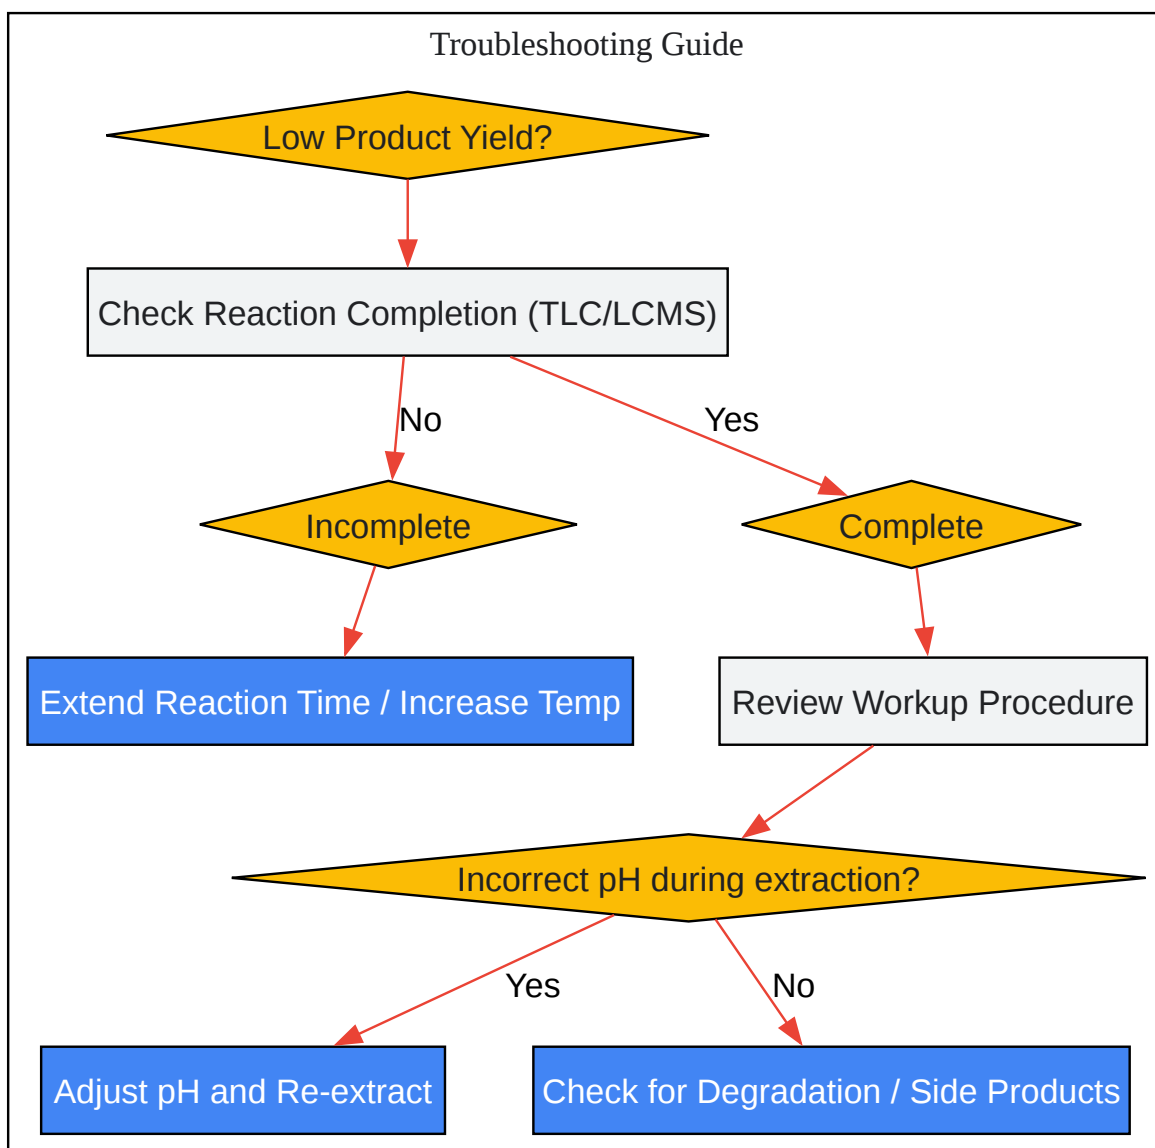 Troubleshooting Guide
Low Product Yield?
Check Reaction Completion (TLC/LCMS)
No
Yes
Incomplete
Complete
Extend Reaction Time / Increase Temp
Review Workup Procedure
Incorrect pH during extraction?
Yes
No
Adjust pH and Re-extract
Check for Degradation / Side Products